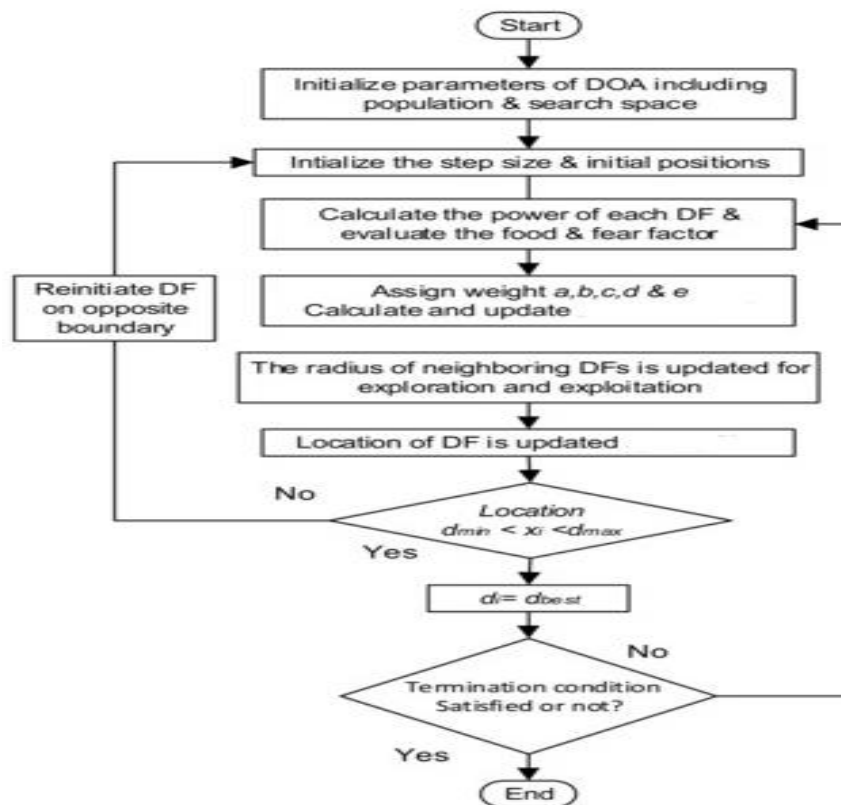 Start
Initialize parameters of DOA including
population & search space
Intialize the step size & initial positions
Calculate the power of each DF &
evaluate the food & fear factor
Reinitiate DF
on opposite
boundary
Assign weight a,b,c,d & e
Calculate and update
The radius of neighboring DFs is updated for
exploration and exploitation
Location of DF is updated
No
Location
dmin < xi <dmax
Yes
di= dbest
No
Termination condition
Satisfied or not?
Yes
End